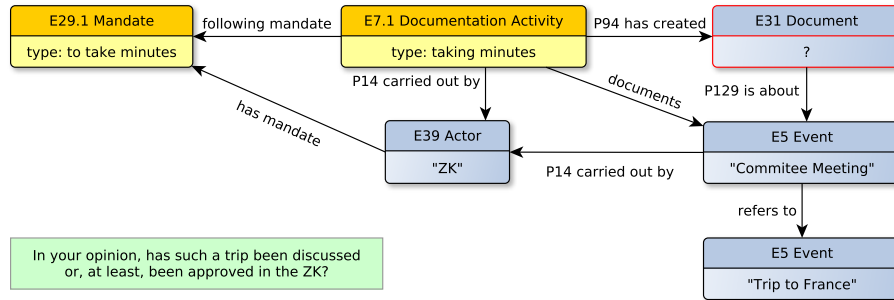 E29.1 Mandate
type: to take minutes
following mandate
E7.1 Documentation Activity
type: taking minutes
P94 has created
E31 Document
?
P14 carried out by
documents
P129 is about
has mandate
E39 Actor
"ZK"
P14 carried out by
E5 Event
"Commitee Meeting"
refers to
In your opinion, has such a trip been discussed
or, at least, been approved in the ZK?
E5 Event
"Trip to France"